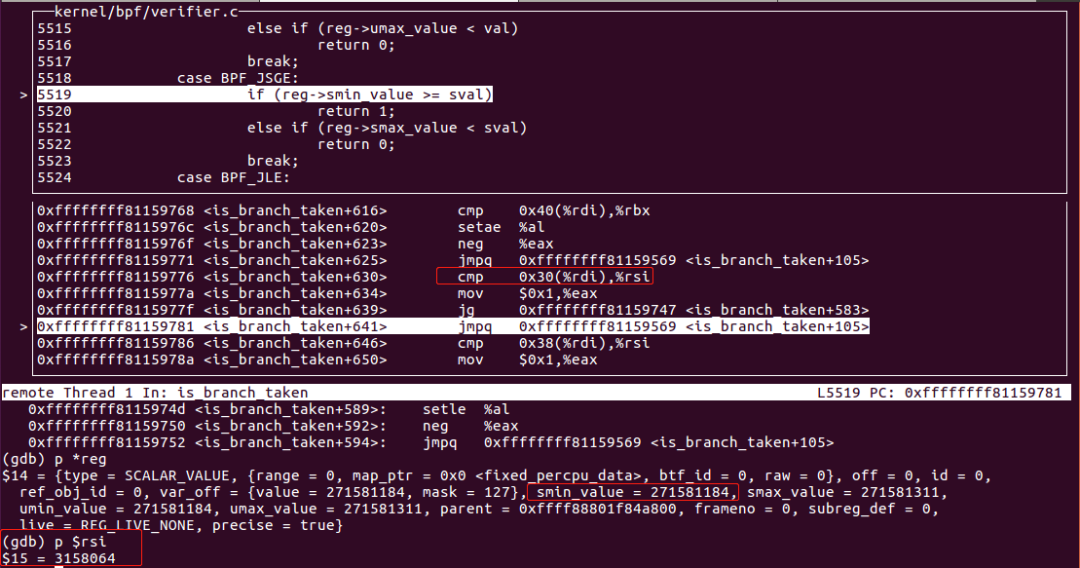 kernel/bpf/verifier.c
5515 else if (reg->umax_value < val)
5516 return 0;
5517 break;
5518 case BPF_JSGE:
> 5519 if (reg->smin_value >= sval)
5520 return 1;
5521 else if (reg->smax_value < sval)
5522 return 0;
5523 break;
5524 case BPF_JLE:
0xffffffff81159768 <is_branch_taken+616> cmp 0x40(%rdi),%rbx
0xffffffff8115976c <is_branch_taken+620> setae %al
0xffffffff8115976f <is_branch_taken+623> neg %eax
0xffffffff81159771 <is_branch_taken+625> jmpq 0xffffffff81159569 <is_branch_taken+105>
0xffffffff81159776 <is_branch_taken+630> cmp 0x30(%rdi),%rsi
0xffffffff8115977a <is_branch_taken+634> mov $0x1,%eax
0xffffffff8115977f <is_branch_taken+639> jg 0xffffffff81159747 <is_branch_taken+583>
> 0xffffffff81159781 <is_branch_taken+641> jmpq 0xffffffff81159569 <is_branch_taken+105>
0xffffffff81159786 <is_branch_taken+646> cmp 0x38(%rdi),%rsi
0xffffffff8115978a <is_branch_taken+650> mov $0x1,%eax
remote Thread 1 In: is_branch_taken L5519 PC: 0xffffffff81159781
0xffffffff8115974d <is_branch_taken+589>: setle %al
0xffffffff81159750 <is_branch_taken+592>: neg %eax
0xffffffff81159752 <is_branch_taken+594>: jmpq 0xffffffff81159569 <is_branch_taken+105>
(gdb) p *reg
$14 = {type = SCALAR_VALUE, {range = 0, map_ptr = 0x0 <fixed_percpu_data>, btf_id = 0, raw = 0}, off = 0, id = 0,
ref_obj_id = 0, var_off = {value = 271581184, mask = 127}, smin_value = 271581184, smax_value = 271581311,
umin_value = 271581184, umax_value = 271581311, parent = 0xffff88801f84a800, frameno = 0, subreg_def = 0,
live = REG_LIVE_NONE, precise = true}
(gdb) p $rsi
$15 = 3158064